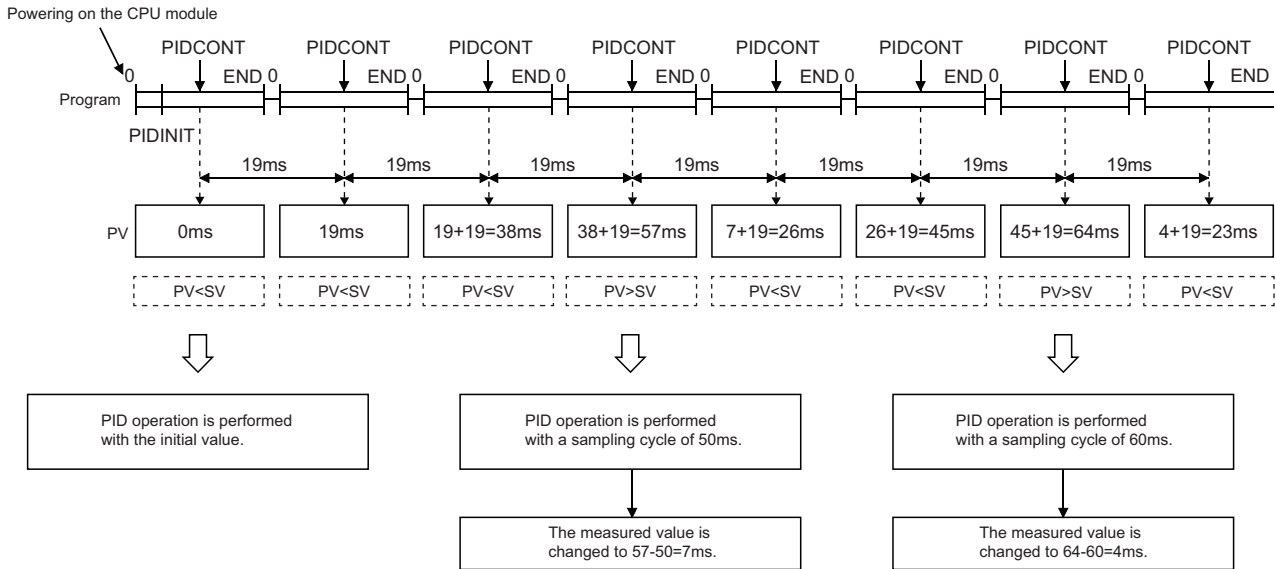 Powering on the CPU module
PIDCONT PIDCONT PIDCONT PIDCONT PIDCONT PIDCONT PIDCONT PIDCONT
0 END 0 END 0 END 0 END 0 END 0 END 0 END 0 END
Program
PIDINIT
19ms 19ms 19ms 19ms 19ms 19ms 19ms
PV 0ms 19ms 19+19=38ms 38+19=57ms 7+19=26ms 26+19=45ms 45+19=64ms 4+19=23ms
PV<SV PV<SV PV<SV PV>SV PV<SV PV<SV PV>SV PV<SV
PID operation is performed
with the initial value.
PID operation is performed
with a sampling cycle of 50ms.
The measured value is
changed to 57-50=7ms.
PID operation is performed
with a sampling cycle of 60ms.
The measured value is
changed to 64-60=4ms.